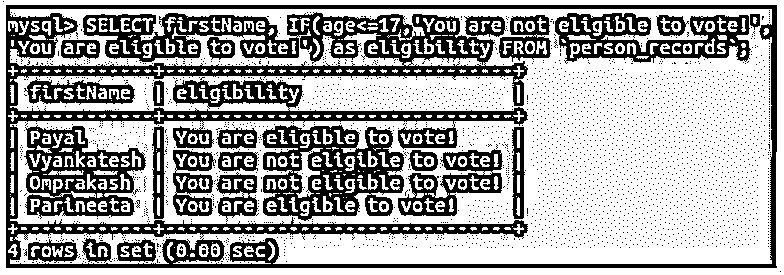 mysql> SELECT firstName, IF(age<=17,'You are not eligible to vote!',
'You are eligible to vote!') as eligibility FROM `person_records`;
+------------+-------------------------------+
| firstName | eligibility |
+------------+-------------------------------+
| Payal | You are eligible to vote! |
| Vyankatesh | You are not eligible to vote! |
| Omprakash | You are not eligible to vote! |
| Parineeta | You are eligible to vote! |
+------------+-------------------------------+
4 rows in set (0.00 sec)